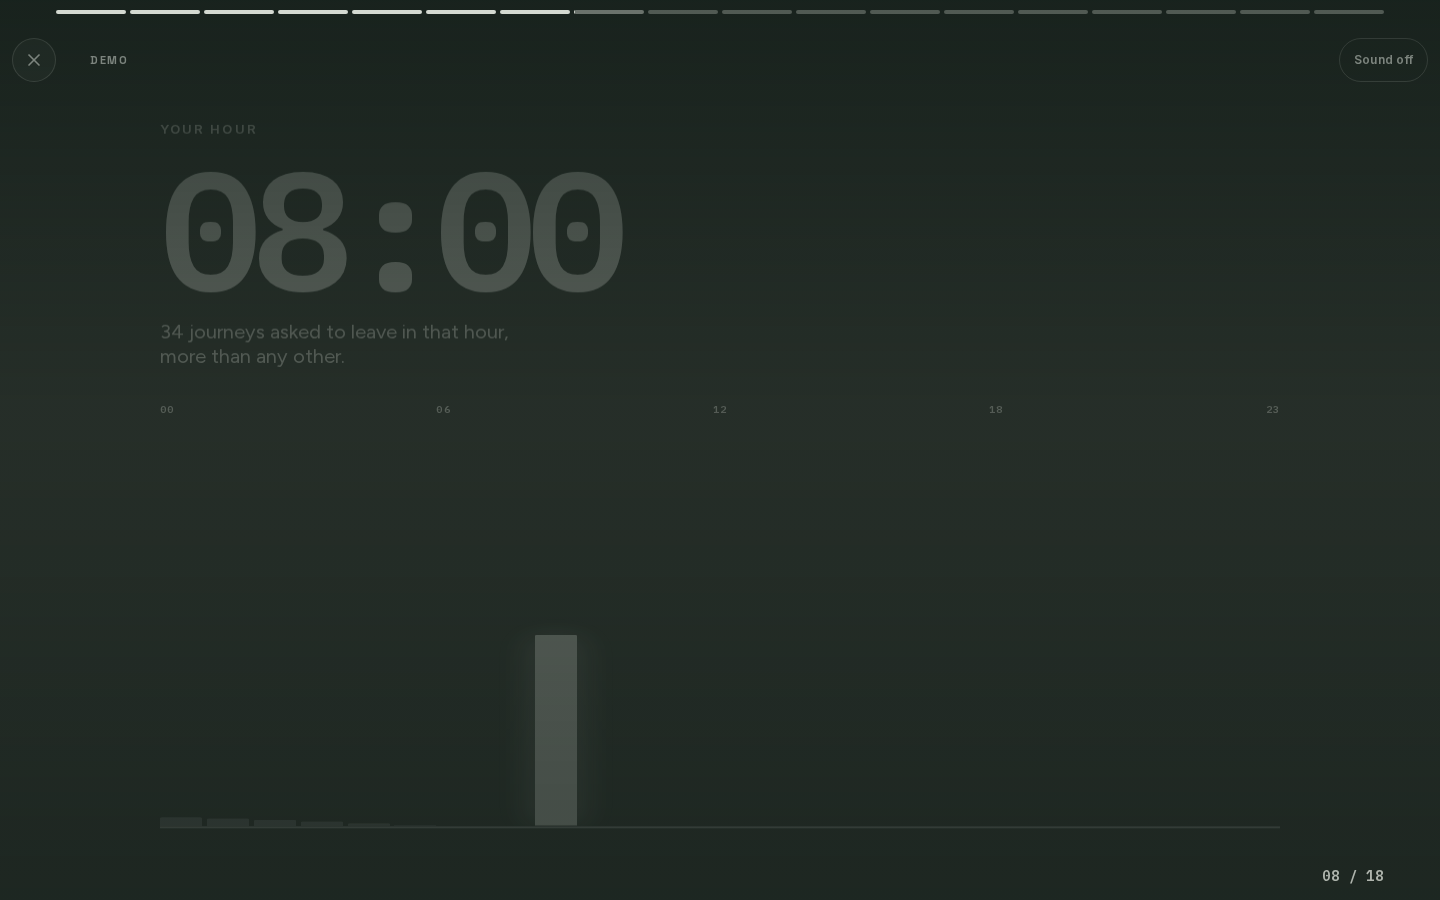 DEMO
Sound off
YOUR HOUR
08:00
34 journeys asked to leave in that hour,
more than any other.
00 06 12 18 23
08 / 18